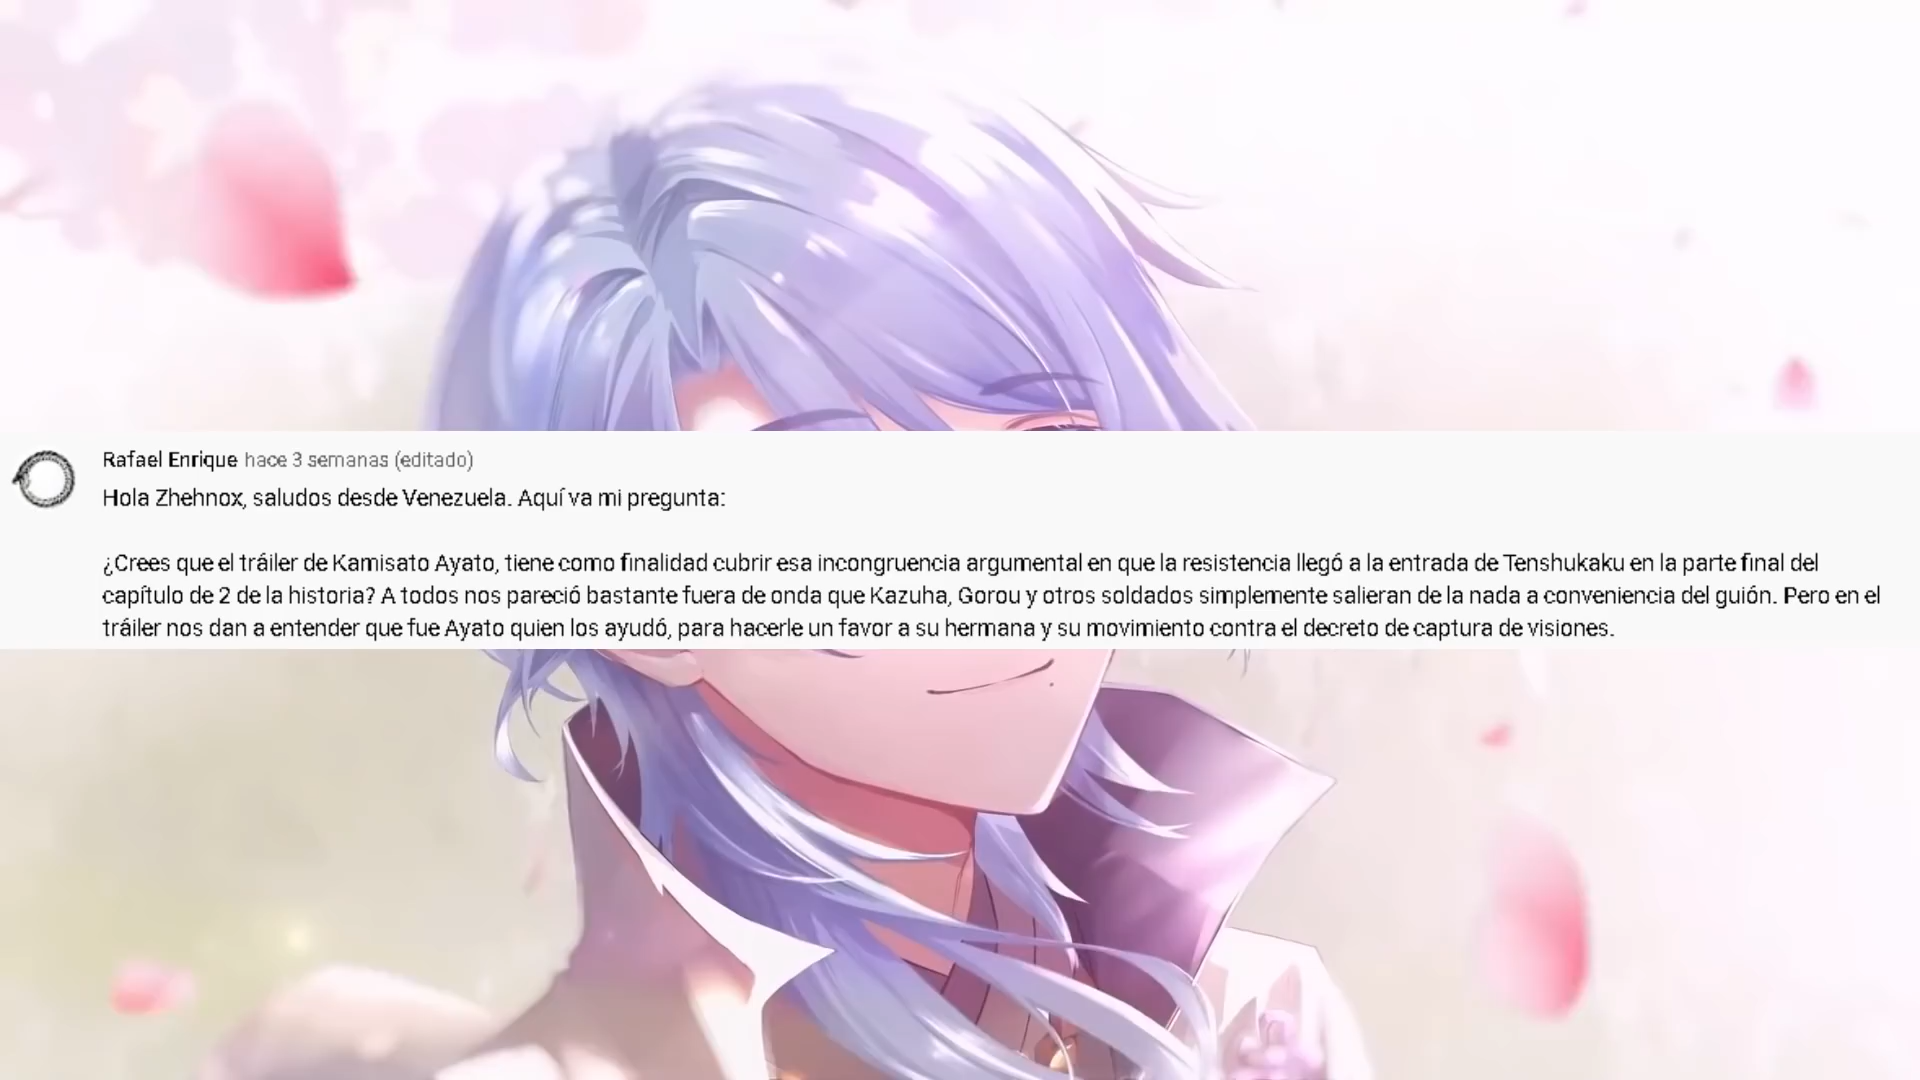 Rafael Enrique hace 3 semanas (editado)
Hola Zhehnox, saludos desde Venezuela. Aquí va mi pregunta:
¿Crees que el tráiler de Kamisato Ayato, tiene como finalidad cubrir esa incongruencia argumental en que la resistencia llegó a la entrada de Tenshukaku en la parte final del
capítulo de 2 de la historia? A todos nos pareció bastante fuera de onda que Kazuha, Gorou y otros soldados simplemente salieran de la nada a conveniencia del guión. Pero en el
tráiler nos dan a entender que fue Ayato quien los ayudó, para hacerle un favor a su hermana y su movimiento contra el decreto de captura de visiones.